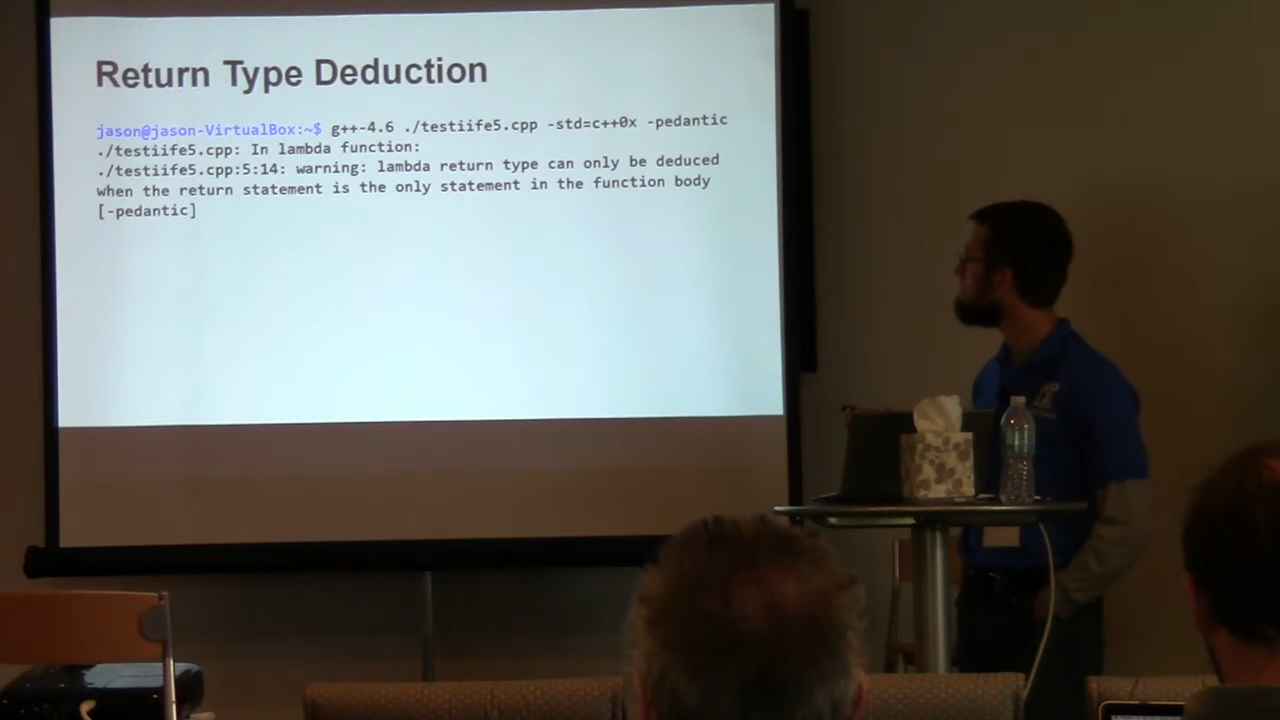 Return Type Deduction
jason@jason-VirtualBox:~$ g++-4.6 ./testiife5.cpp -std=c++0x -pedantic
./testiife5.cpp: In lambda function:
./testiife5.cpp:5:14: warning: lambda return type can only be deduced
when the return statement is the only statement in the function body
[-pedantic]